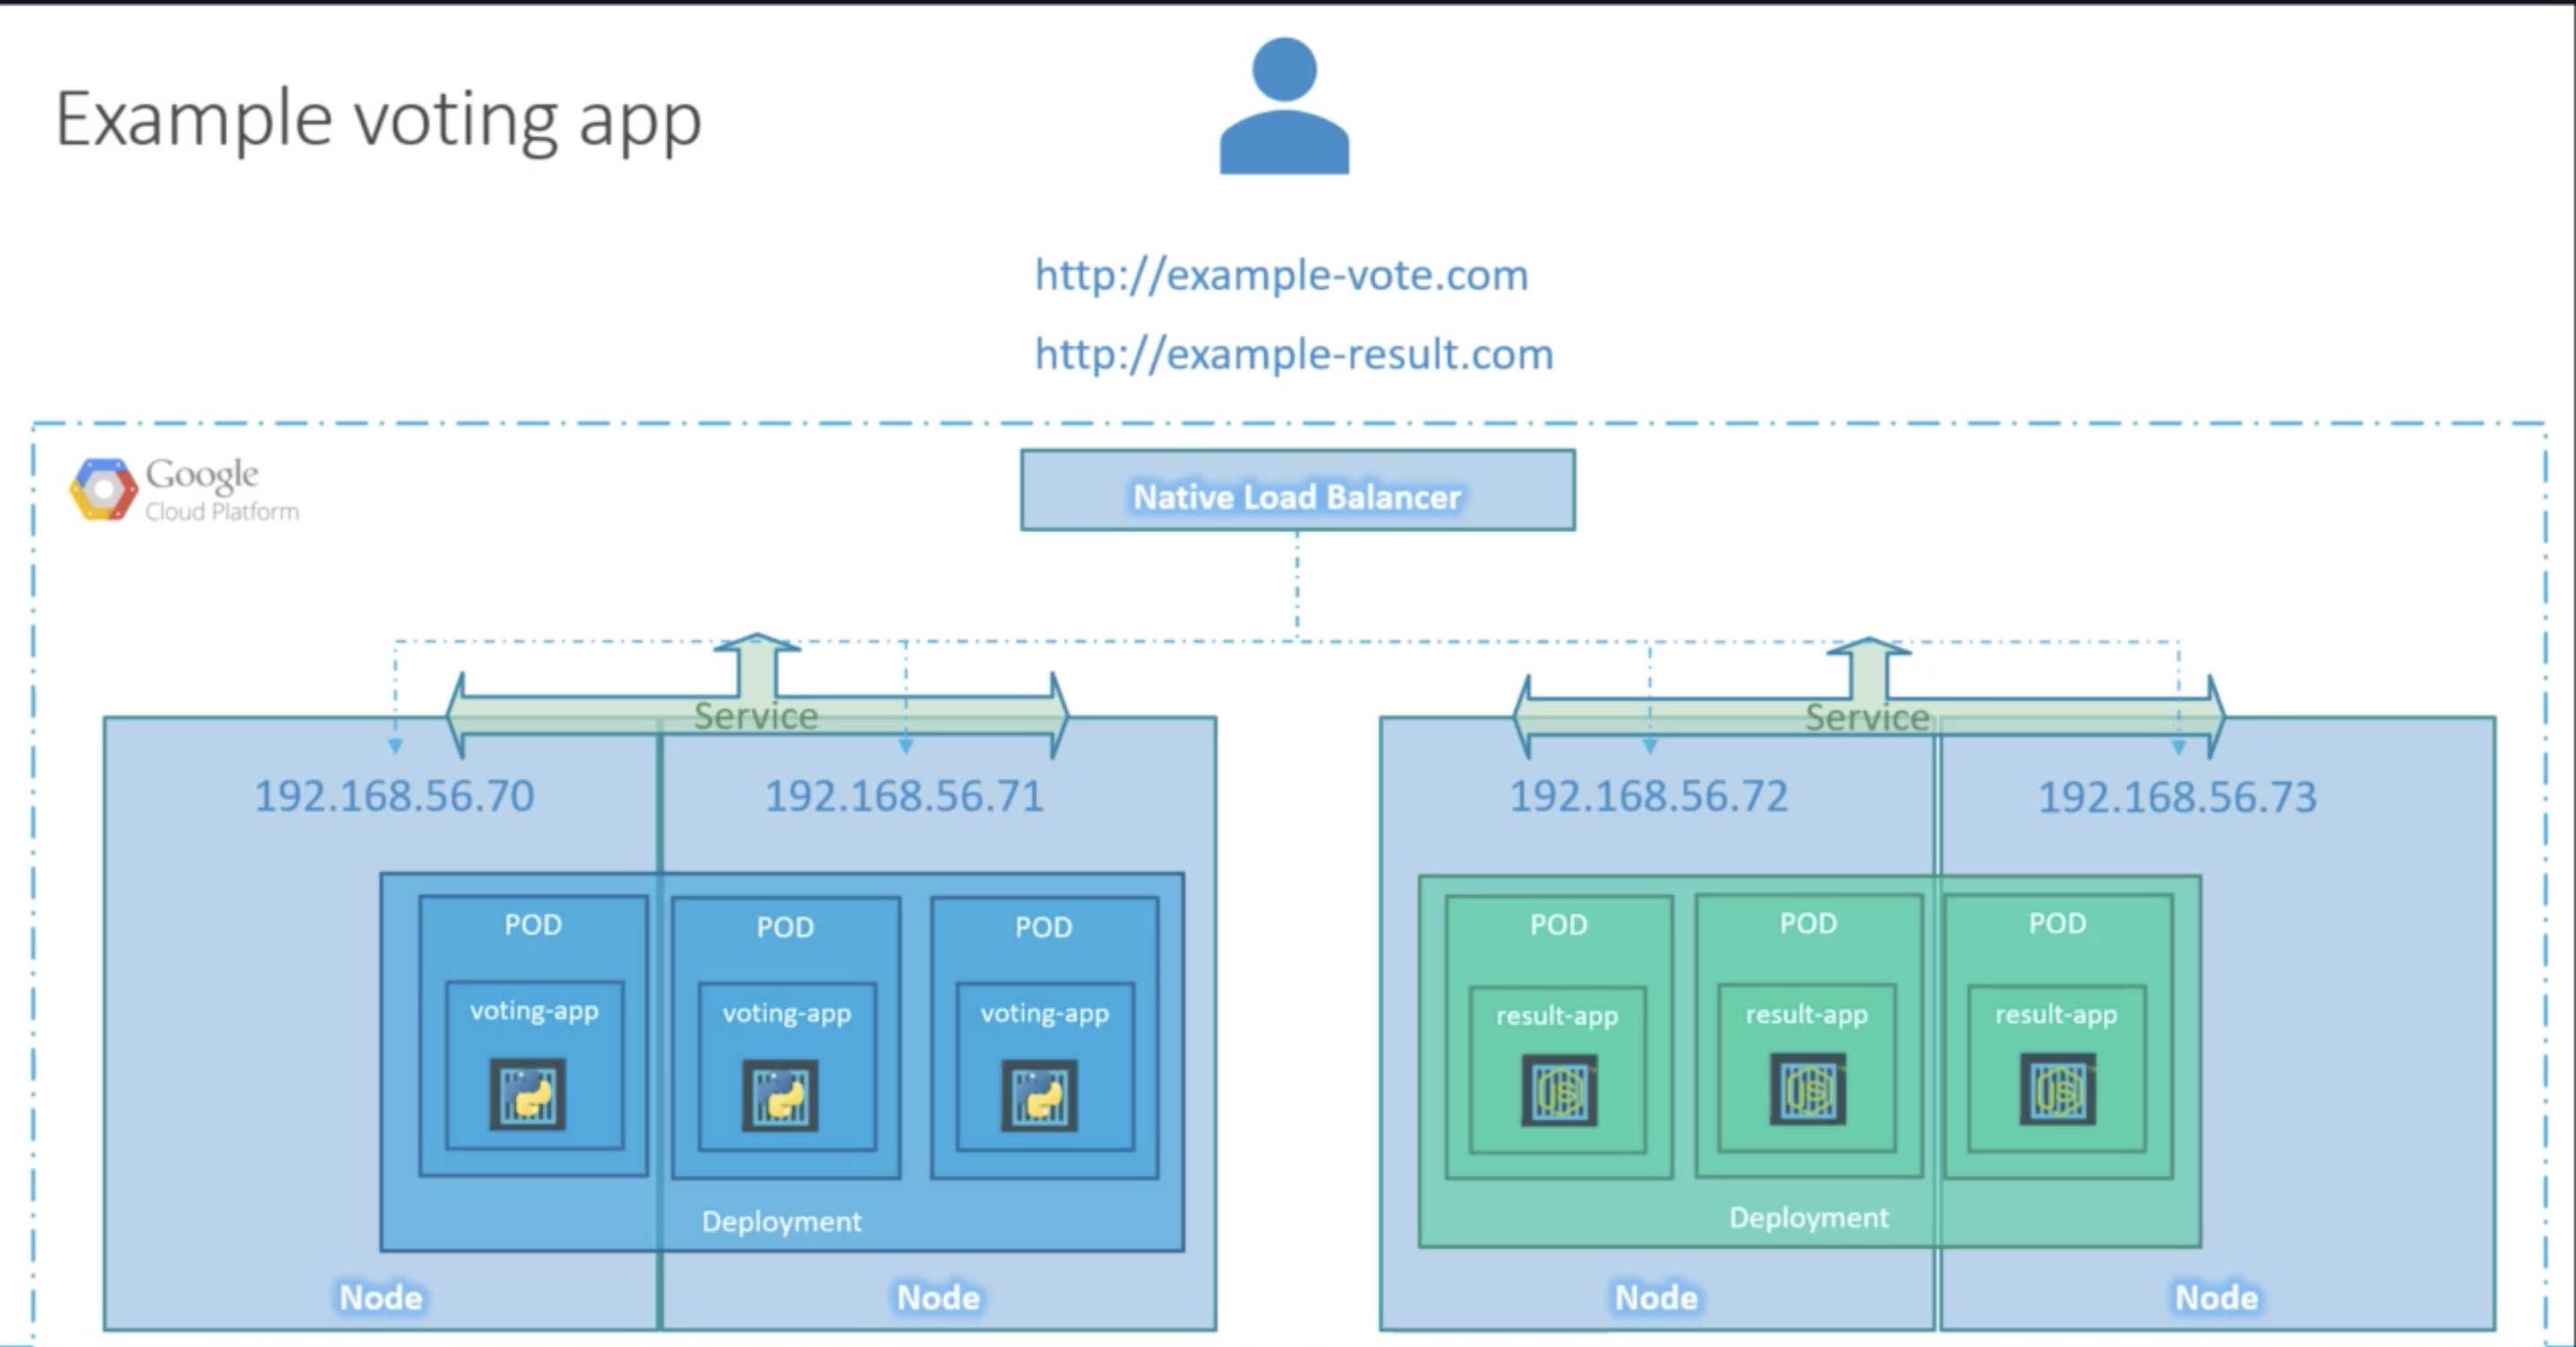 Example voting app
http://example-vote.com
http://example-result.com
Google
Cloud Platform
Native Load Balancer
Service
Service
192.168.56.70
192.168.56.71
192.168.56.72
192.168.56.73
POD
POD
POD
POD
POD
POD
voting-app
voting-app
voting-app
result-app
result-app
result-app
JS
JS
JS
Deployment
Deployment
Node
Node
Node
Node